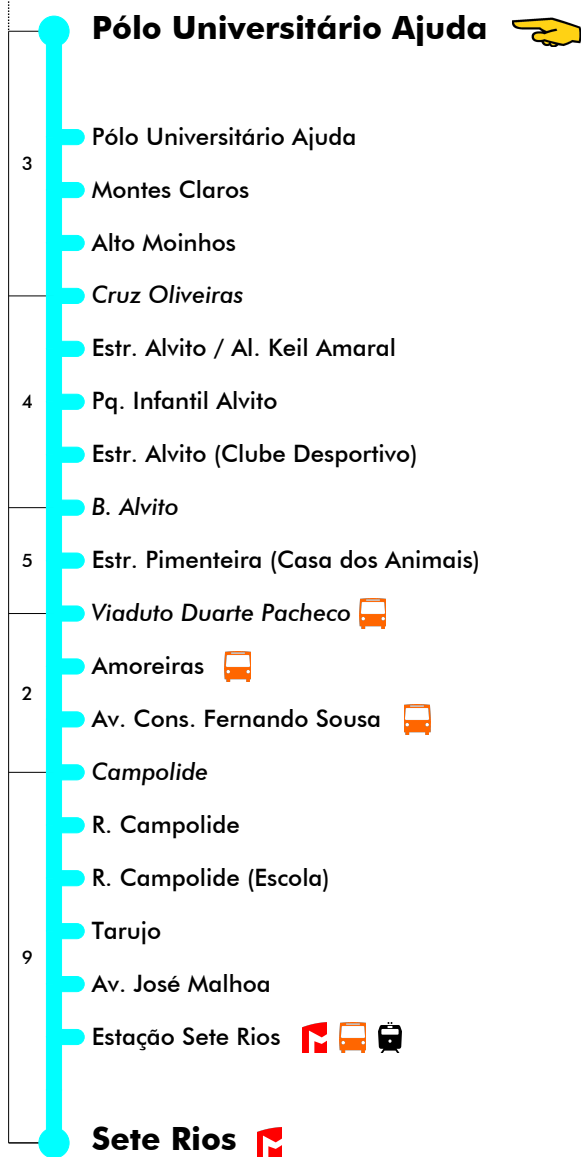 Pólo Universitário Ajuda
Pólo Universitário Ajuda
3
Montes Claros
Alto Moinhos
Cruz Oliveiras
Estr. Alvito / Al. Keil Amaral
4
Pq. Infantil Alvito
Estr. Alvito (Clube Desportivo)
B. Alvito
5
Estr. Pimenteira (Casa dos Animais)
Viaduto Duarte Pacheco
Amoreiras
2
Av. Cons. Fernando Sousa
Campolide
R. Campolide
R. Campolide (Escola)
Tarujo
9
Av. José Malhoa
Estação Sete Rios
Sete Rios